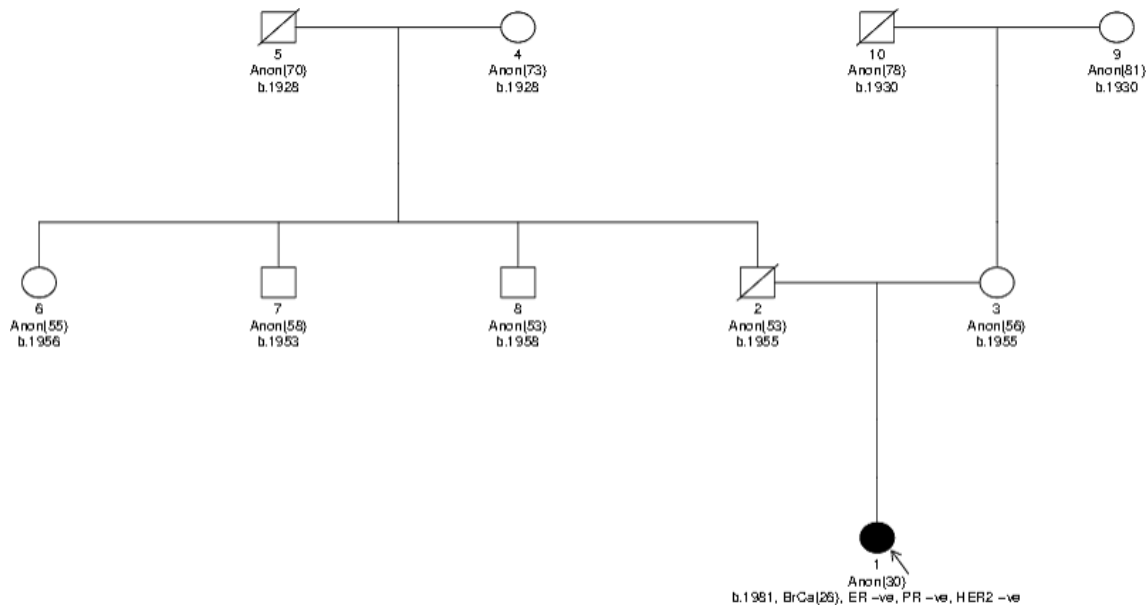 5
Anon(70)
b.1928
4
Anon(73)
b.1928
10
Anon(78)
b.1930
9
Anon(81)
b.1930
6
Anon(55)
b.1956
7
Anon(58)
b.1953
8
Anon(53)
b.1958
2
Anon(53)
b.1955
3
Anon(56)
b.1955
1
Anon(30)
b.1981, BrCa(26), ER -ve, PR -ve, HER2 -ve